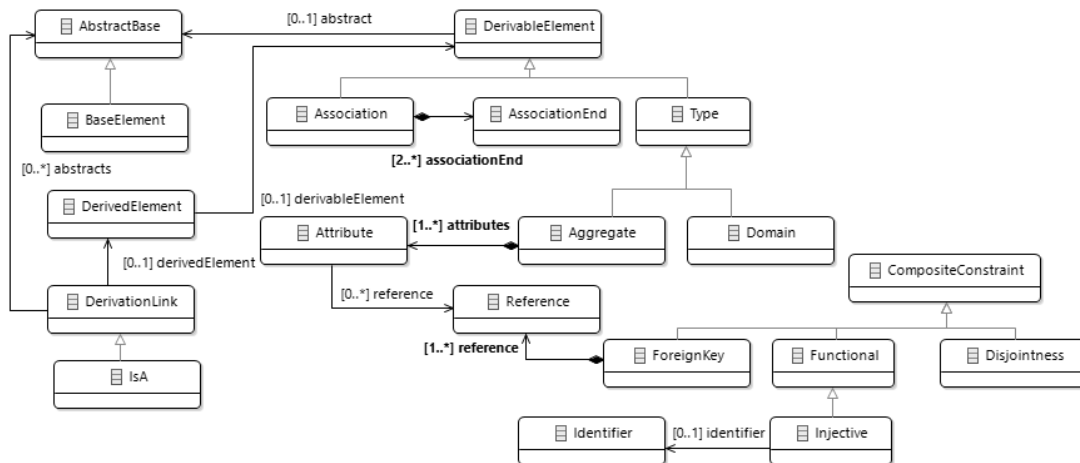 AbstractBase
[0..1] abstract
DerivableElement
BaseElement
Association
AssociationEnd
Type
[2..*] associationEnd
[0..*] abstracts
DerivedElement
[0..1] derivableElement
[1..*] attributes
Attribute
Aggregate
Domain
[0..1] derivedElement
CompositeConstraint
DerivationLink
[0..*] reference
Reference
[1..*] reference
ForeignKey
Functional
Disjointness
IsA
Identifier
[0..1] identifier
Injective